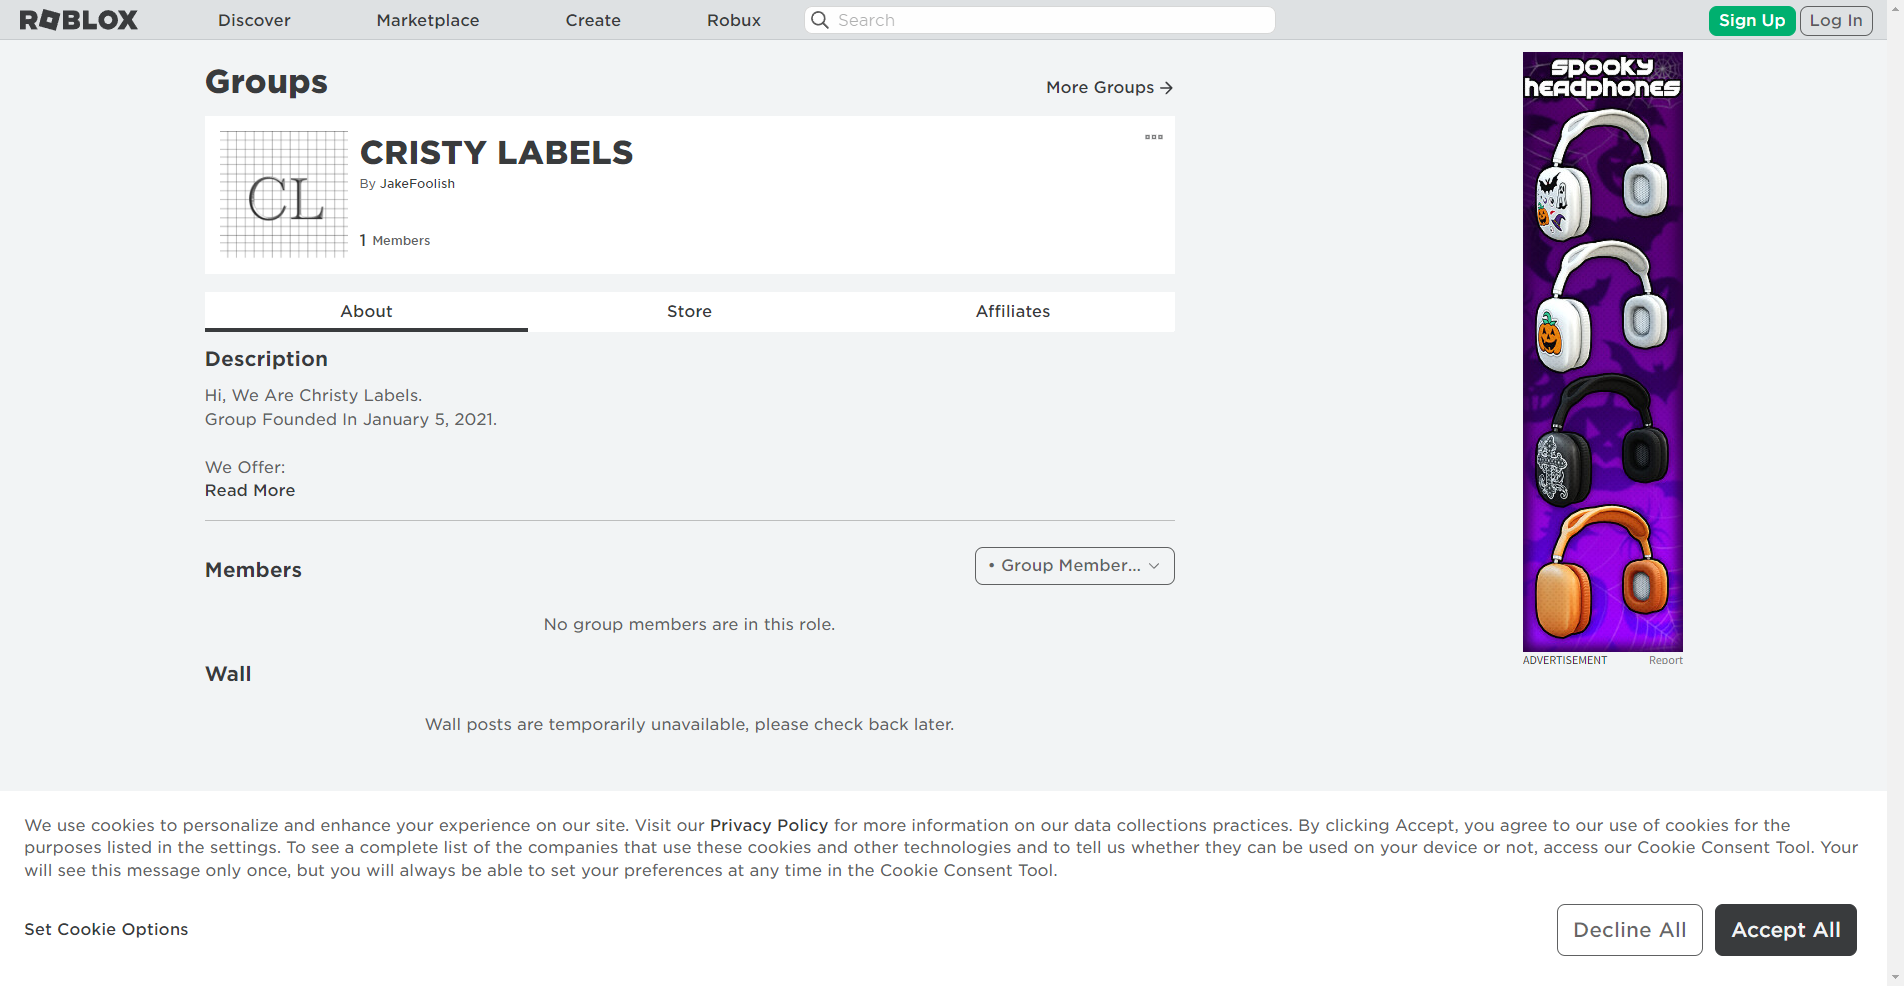 ROBLOX
Discover
Marketplace
Create
Robux
Search
Sign Up
Log In
Groups
More Groups
CL
CRISTY LABELS
By JakeFoolish
1 Members
About
Store
Affiliates
Description
Hi, We Are Christy Labels.
Group Founded In January 5, 2021.
We Offer:
Read More
Members
• Group Member...
No group members are in this role.
Wall
Wall posts are temporarily unavailable, please check back later.
spooky
headphones
ADVERTISEMENT
Report
We use cookies to personalize and enhance your experience on our site. Visit our Privacy Policy for more information on our data collections practices. By clicking Accept, you agree to our use of cookies for the
purposes listed in the settings. To see a complete list of the companies that use these cookies and other technologies and to tell us whether they can be used on your device or not, access our Cookie Consent Tool. Your
will see this message only once, but you will always be able to set your preferences at any time in the Cookie Consent Tool.
Set Cookie Options
Decline All
Accept All